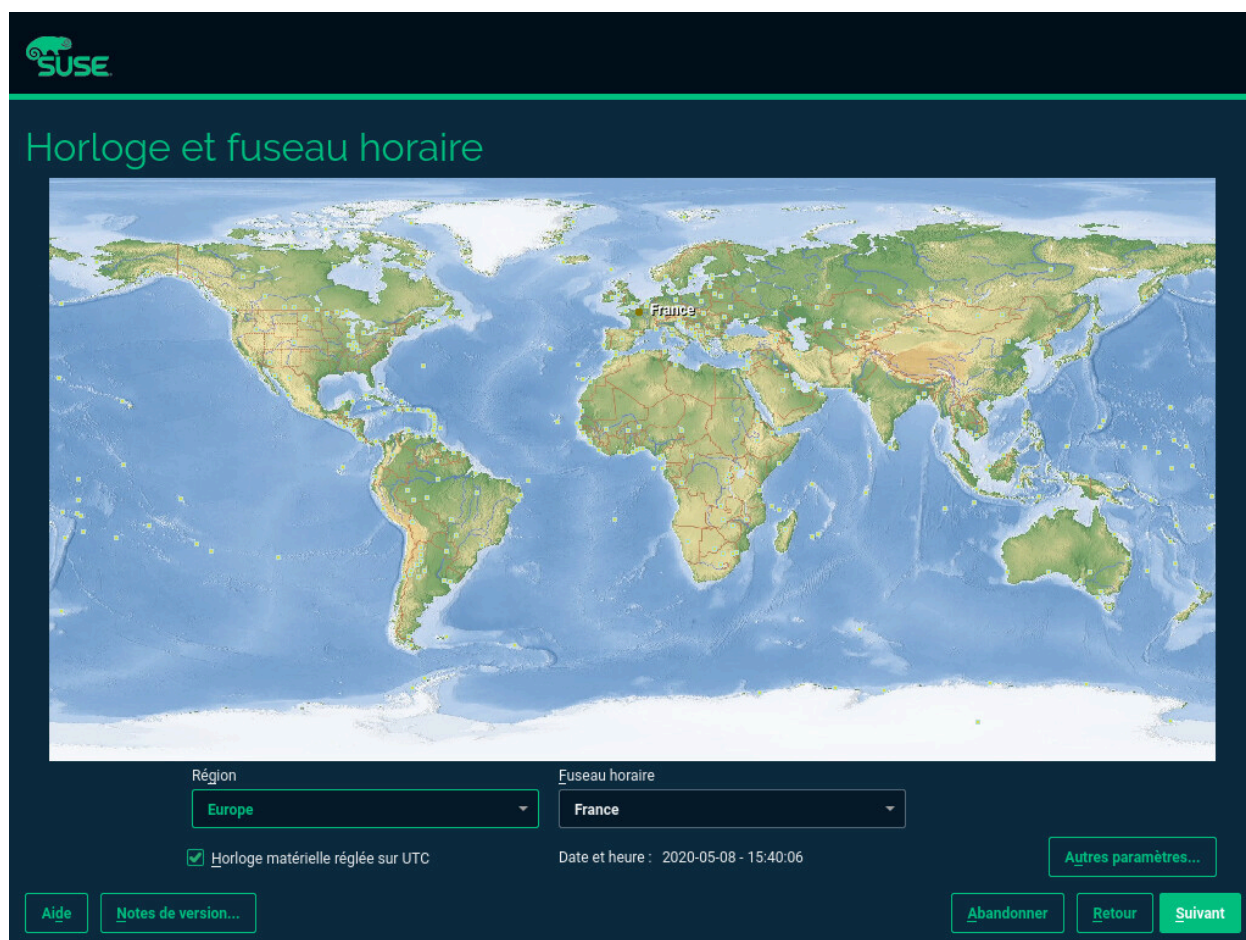 SUSE
Horloge et fuseau horaire
France
Région
Fuseau horaire
Europe
France
Horloge matérielle réglée sur UTC
Date et heure : 2020-05-08 - 15:40:06
Autres paramètres...
Aide
Notes de version...
Abandonner
Retour
Suivant